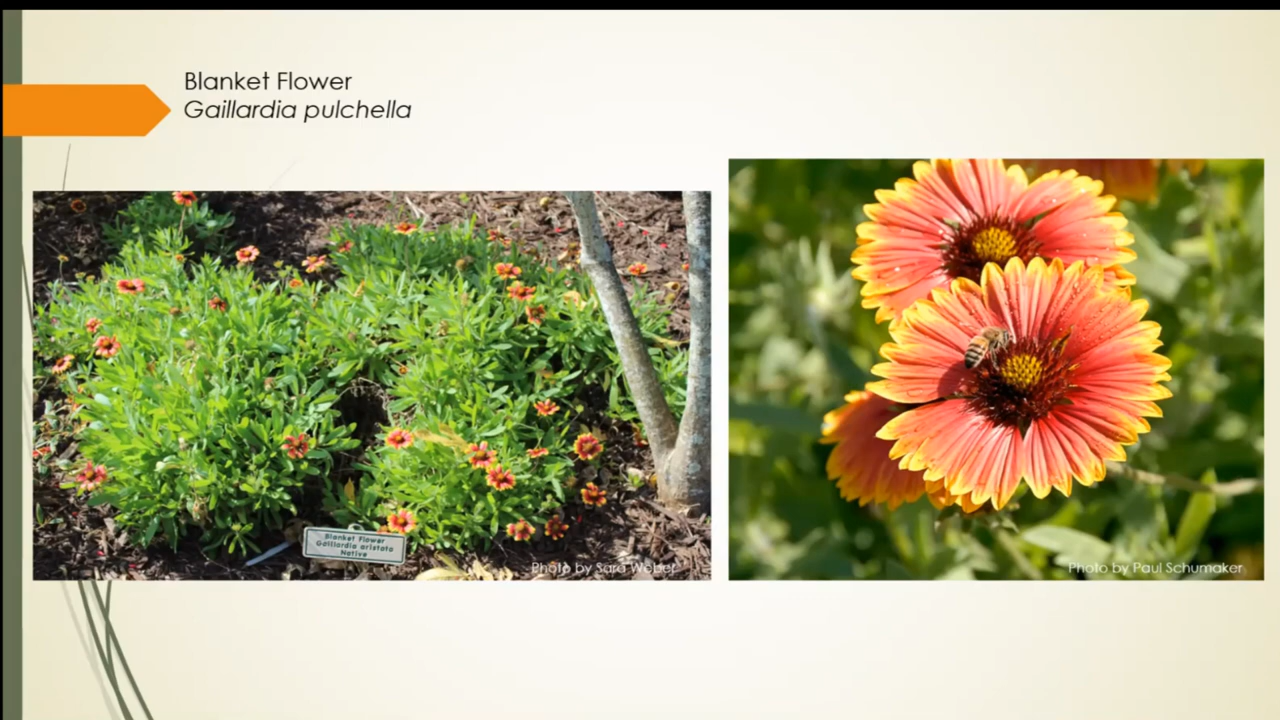 Blanket Flower
Gaillardia pulchella
Blanket Flower
Gaillardia aristata
Native
Photo by Sara Weber
Photo by Paul Schumaker